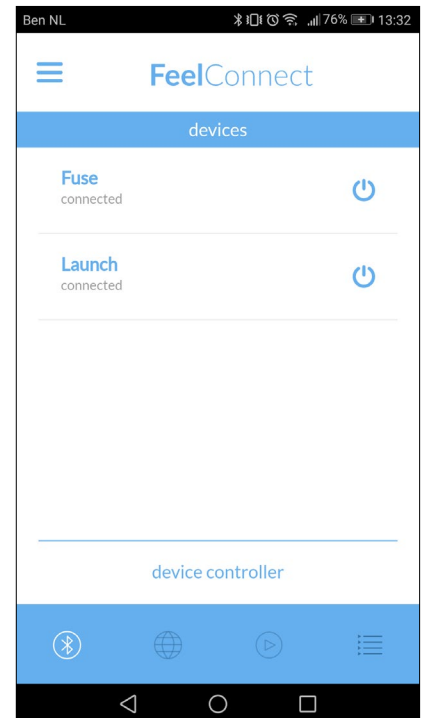 Ben NL 76% 13:32
FeelConnect
devices
Fuse
connected
Launch
connected
device controller